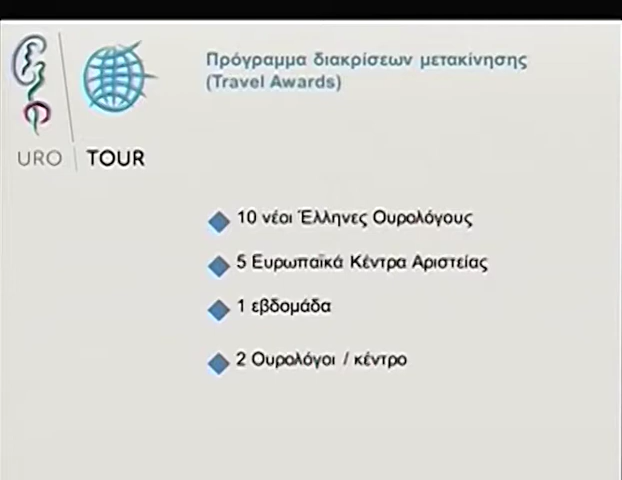 Πρόγραμμα διακρίσεων μετακίνησης
(Travel Awards)
URO TOUR
10 νέοι Έλληνες Ουρολόγους
5 Ευρωπαϊκά Κέντρα Αριστείας
1 εβδομάδα
2 Ουρολόγοι / κέντρο